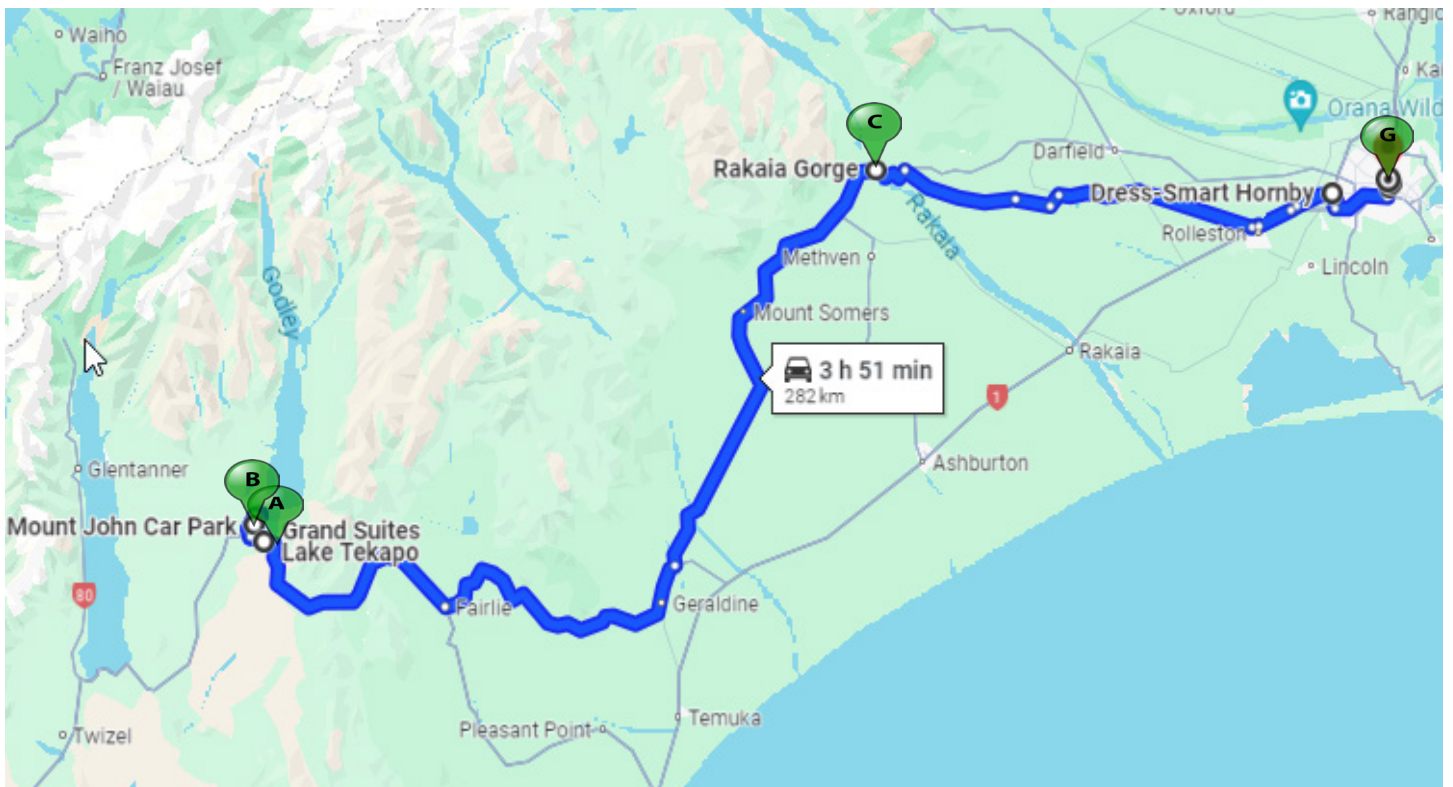 Waiho
Franz Josef
/ Waiau
Oxford
Rangio
Kai
Orana Wild
C
G
Darfield
Rakaia Gorge
Dress-Smart Hornby
Rakaia
Rolleston
Methven
Lincoln
Godley
Mount Somers
Rakaia
3 h 51 min
282 km
1
Glentanner
Ashburton
B
A
Mount John Car Park
Grand Suites
Lake Tekapo
80
Fairlie
Geraldine
Temuka
Pleasant Point
Twizel